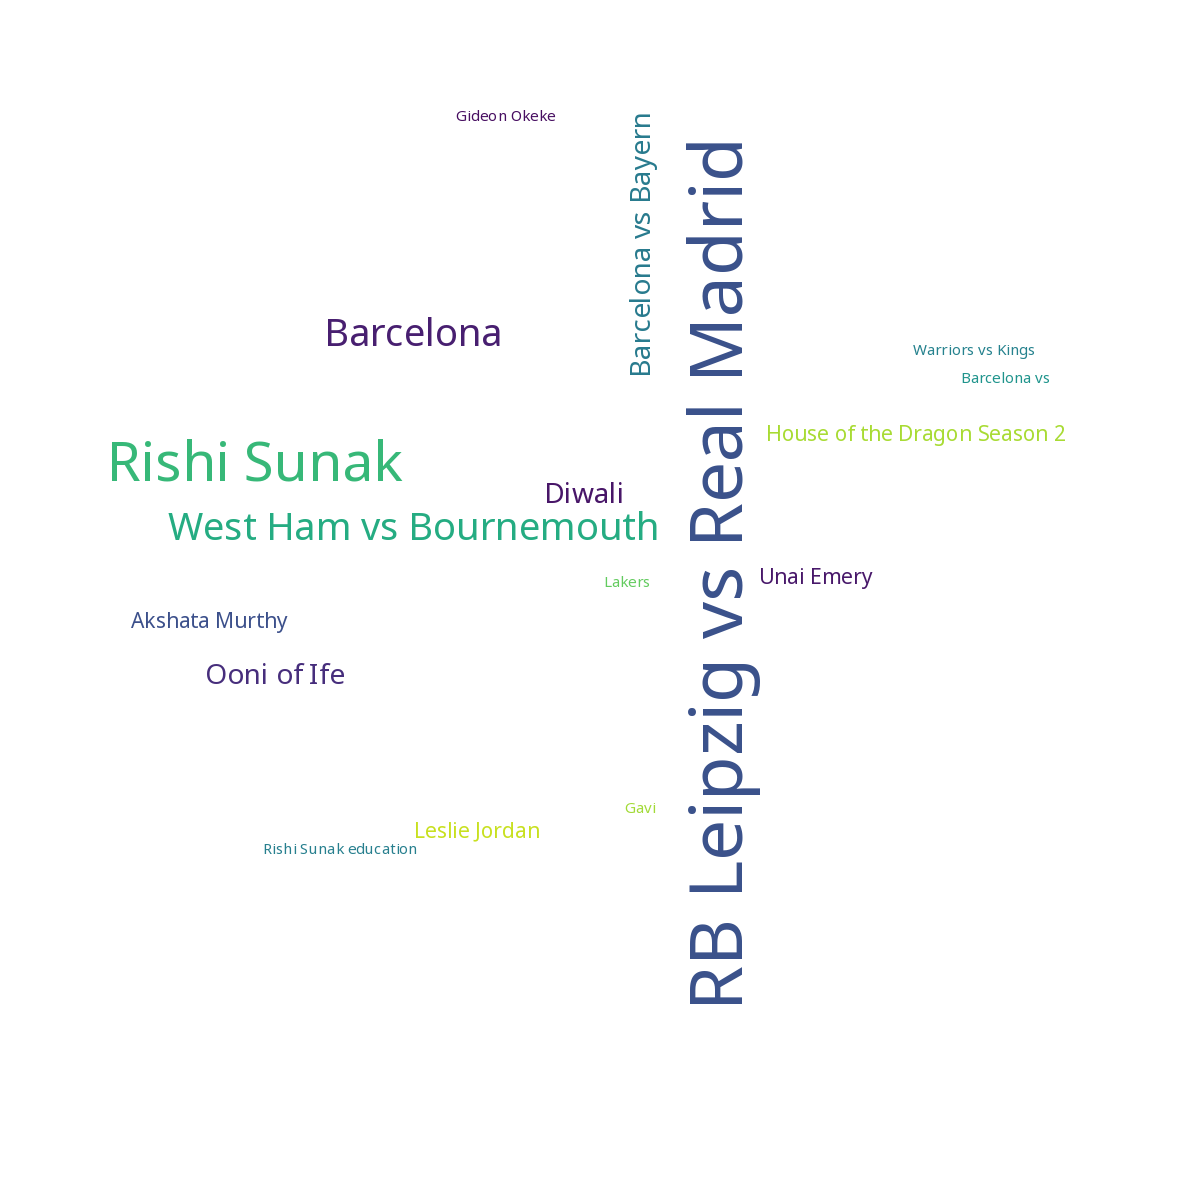 Gideon Okeke
Barcelona vs Bayern
RB Leipzig vs Real Madrid
Barcelona
Warriors vs Kings
Barcelona vs
House of the Dragon Season 2
Rishi Sunak
Diwali
West Ham vs Bournemouth
Unai Emery
Lakers
Akshata Murthy
Ooni of Ife
Gavi
Leslie Jordan
Rishi Sunak education